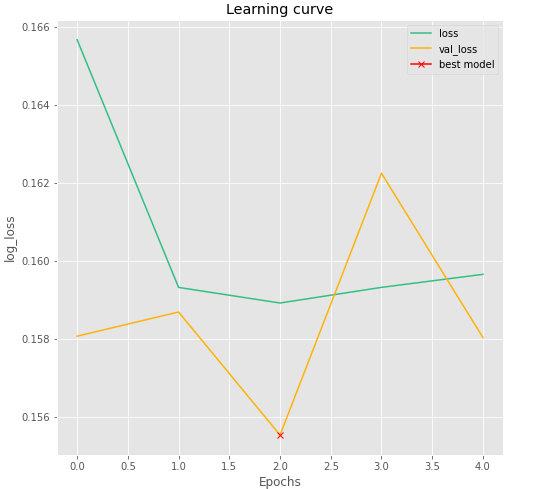 Learning curve
loss
val_loss
best model
0.166
0.164
0.162
0.160
0.158
0.156
log_loss
0.0 0.5 1.0 1.5 2.0 2.5 3.0 3.5 4.0
Epochs